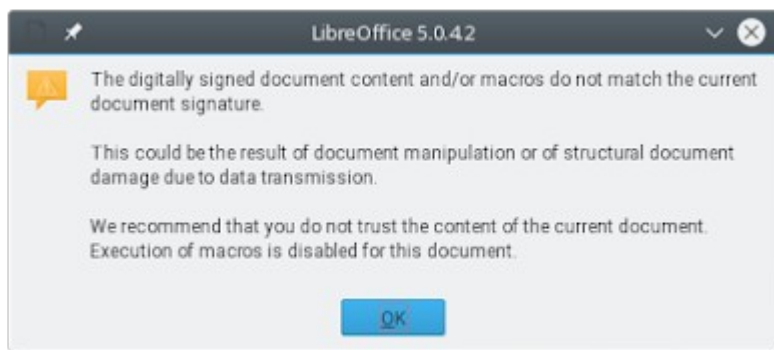 LibreOffice 5.0.4.2
The digitally signed document content and/or macros do not match the current
document signature.
This could be the result of document manipulation or of structural document
damage due to data transmission.
We recommend that you do not trust the content of the current document.
Execution of macros is disabled for this document.
OK